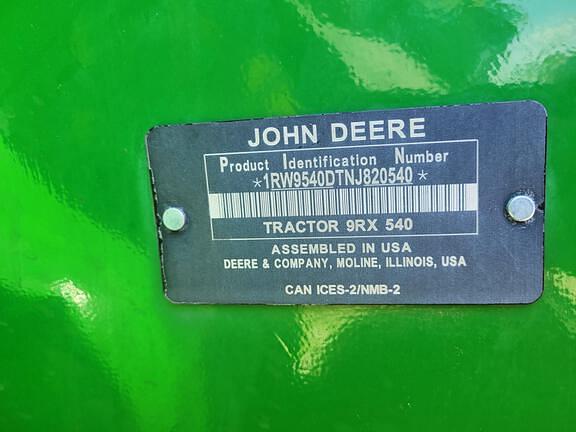 JOHN DEERE
Product Identification Number
*1RW9540DTNJ820540*
TRACTOR 9RX 540
ASSEMBLED IN USA
DEERE & COMPANY, MOLINE, ILLINOIS, USA
CAN ICES-2/NMB-2